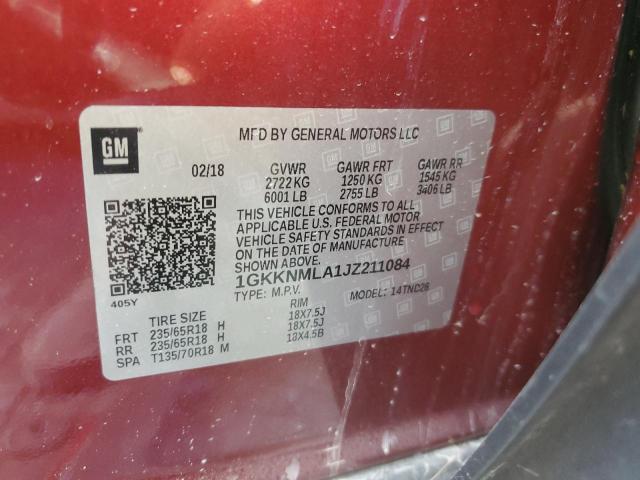 GM
MFD BY GENERAL MOTORS LLC
02/18 GVWR GAWR FRT GAWR RR
2722 KG 1250 KG 1545 KG
6001 LB 2755 LB 3406 LB
THIS VEHICLE CONFORMS TO ALL
APPLICABLE U.S. FEDERAL MOTOR
VEHICLE SAFETY STANDARDS IN EFFECT
ON THE DATE OF MANUFACTURE
SHOWN ABOVE.
1GKKNMLA1JZ211084
TYPE: M.P.V. MODEL: 14TNC26
405Y
TIRE SIZE RIM
FRT 235/65R18 H 18X7.5J
RR 235/65R18 H 18X7.5J
SPA T135/70R18 M 18X4.5B